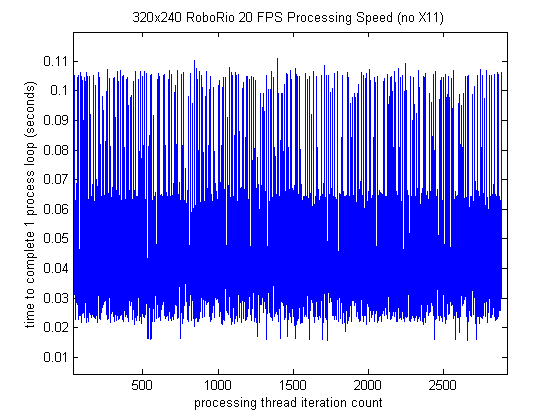 320x240 RoboRio 20 FPS Processing Speed (no X11)
time to complete 1 process loop (seconds)
0.11
0.1
0.09
0.08
0.07
0.06
0.05
0.04
0.03
0.02
0.01
500 1000 1500 2000 2500
processing thread iteration count